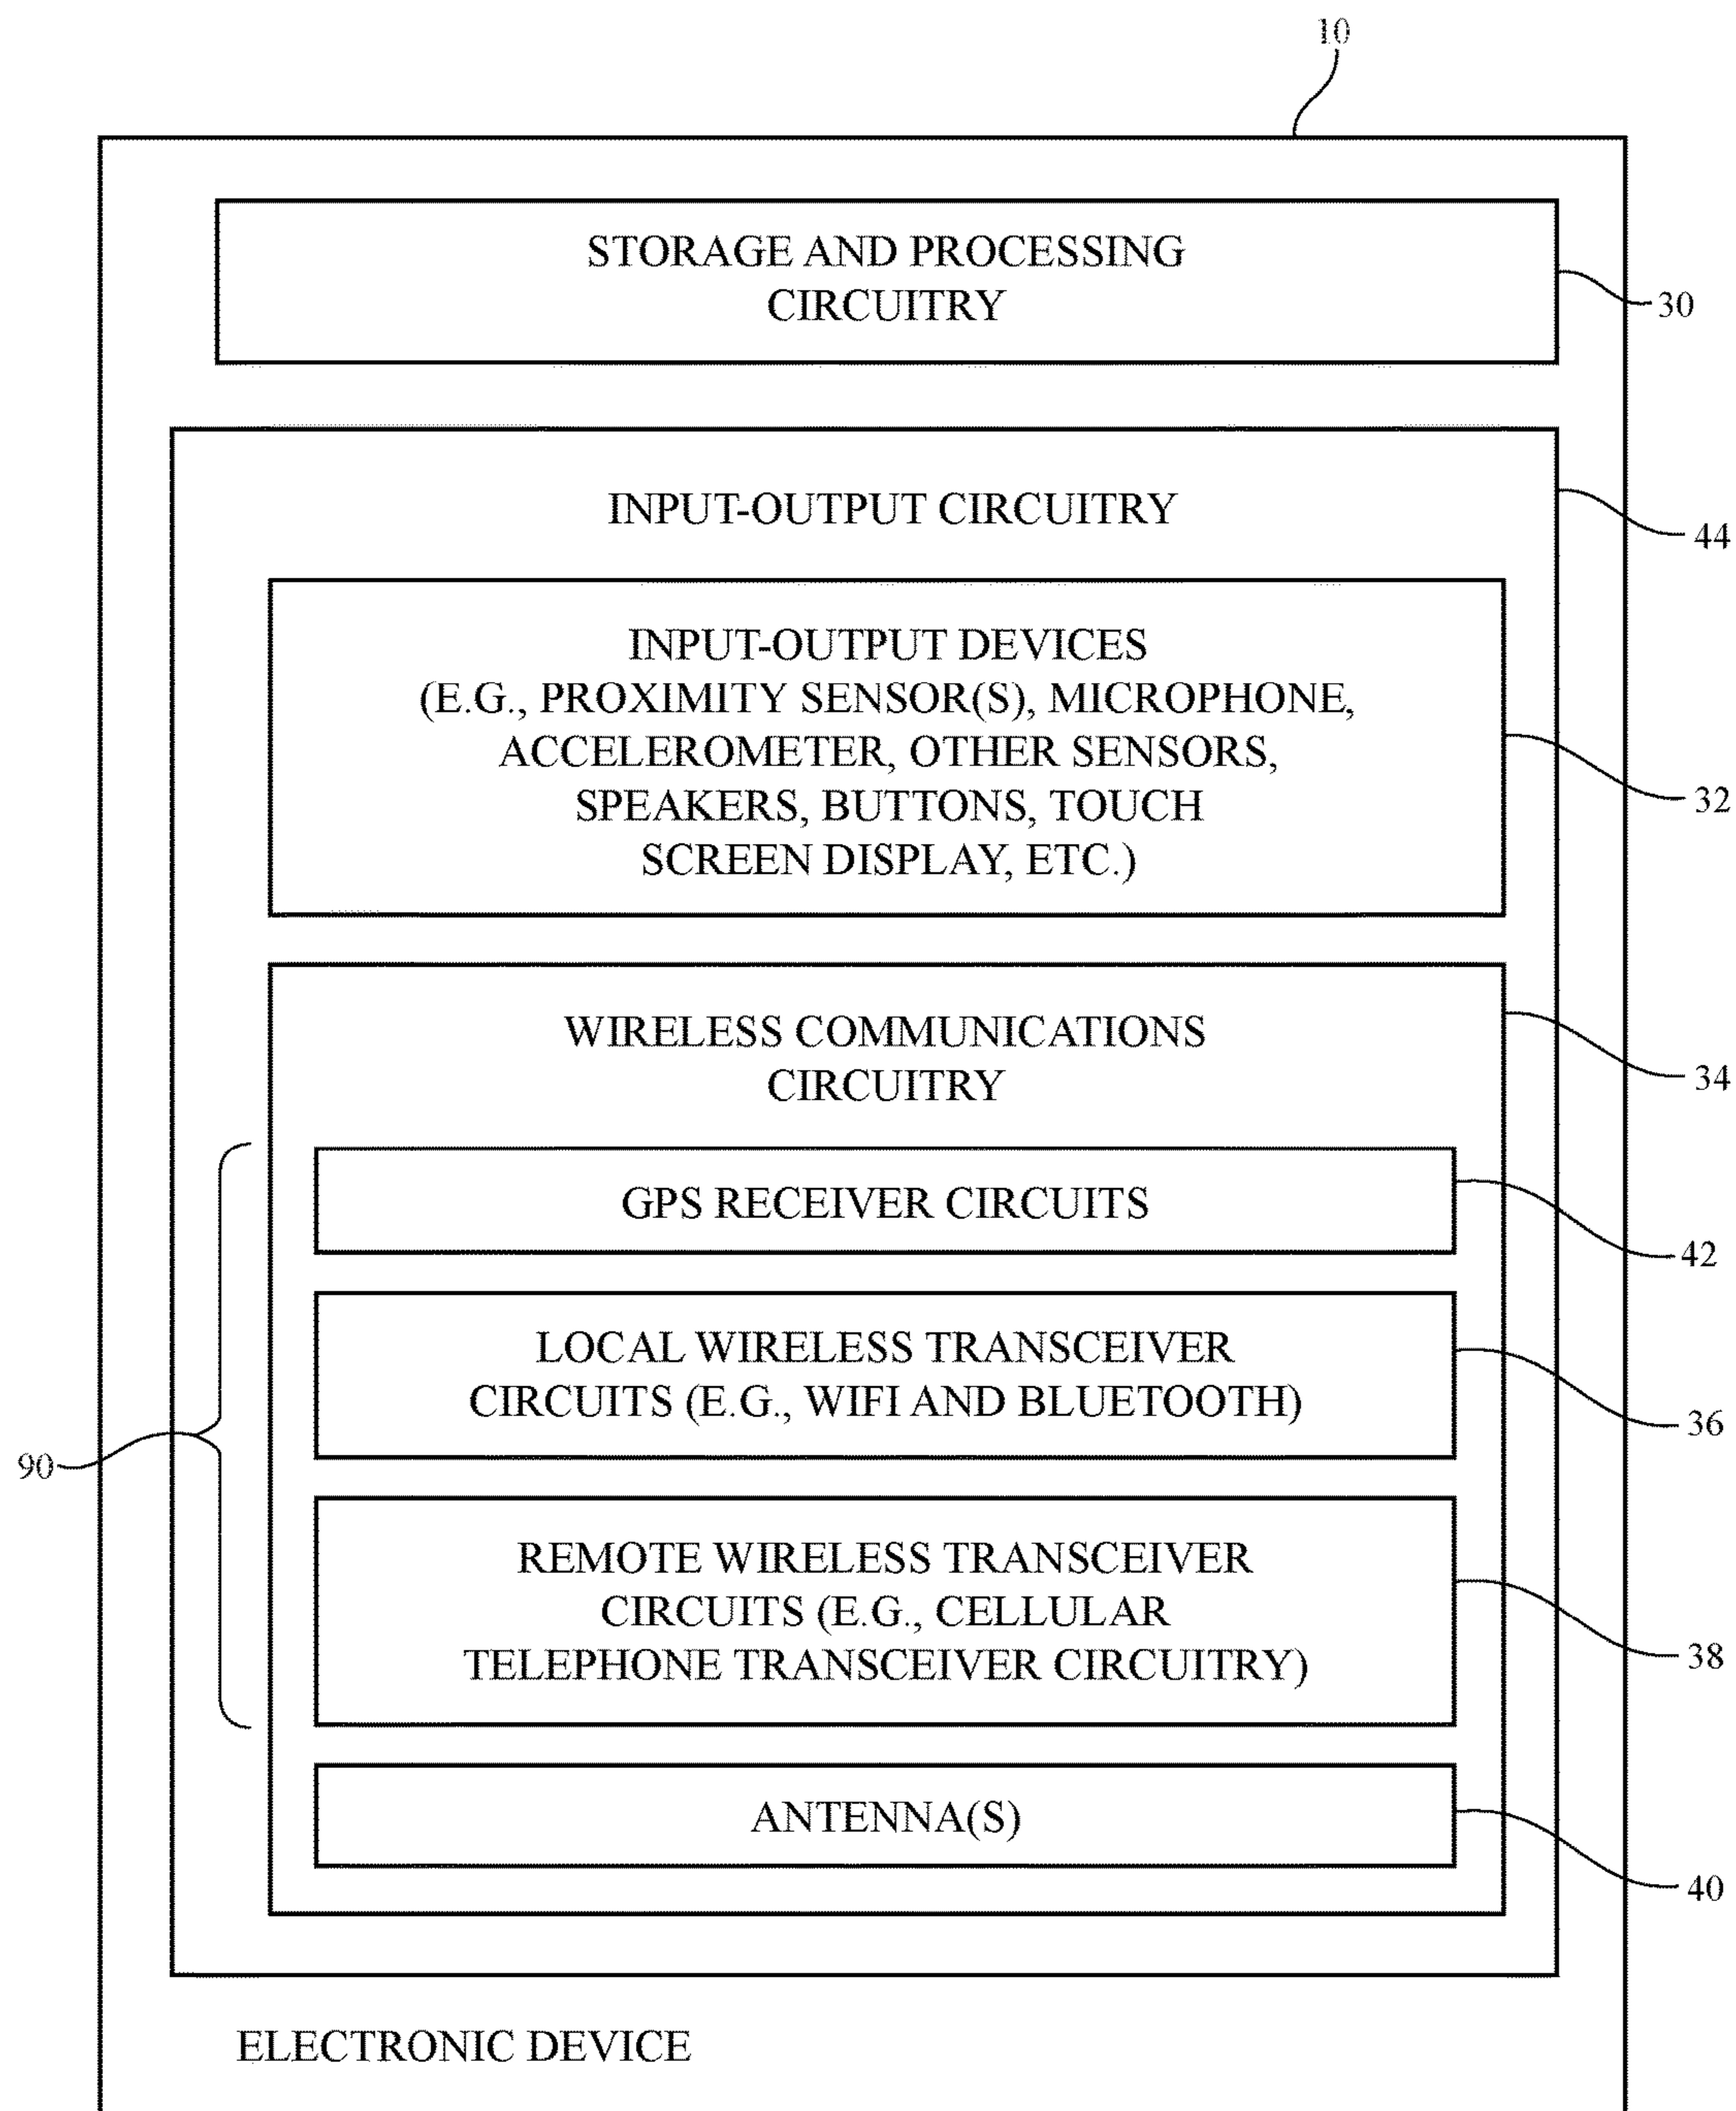 10
STORAGE AND PROCESSING
CIRCUITRY
30
INPUT-OUTPUT CIRCUITRY
44
INPUT-OUTPUT DEVICES
(E.G., PROXIMITY SENSOR(S), MICROPHONE,
ACCELEROMETER, OTHER SENSORS,
SPEAKERS, BUTTONS, TOUCH
SCREEN DISPLAY, ETC.)
32
WIRELESS COMMUNICATIONS
CIRCUITRY
34
GPS RECEIVER CIRCUITS
42
LOCAL WIRELESS TRANSCEIVER
CIRCUITS (E.G., WIFI AND BLUETOOTH)
36
90
REMOTE WIRELESS TRANSCEIVER
CIRCUITS (E.G., CELLULAR
TELEPHONE TRANSCEIVER CIRCUITRY)
38
ANTENNA(S)
40
ELECTRONIC DEVICE